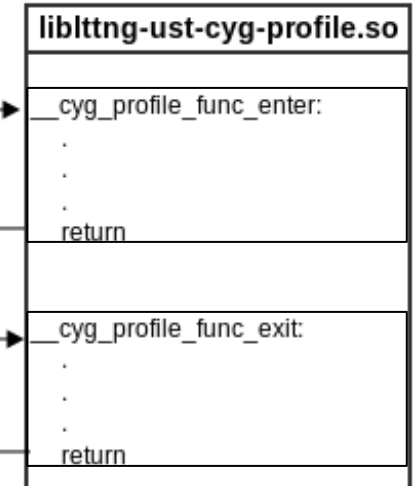 liblttng-ust-cyg-profile.so
__cyg_profile_func_enter:
.
.
.
return
__cyg_profile_func_exit:
.
.
.
return